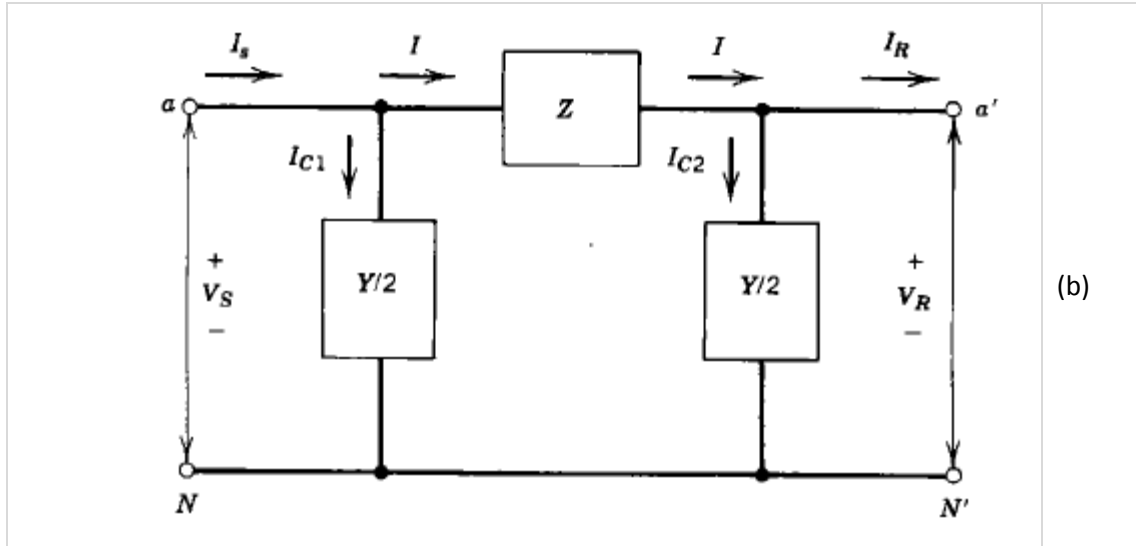 I_s I I I_R
a Z a'
I_C1 I_C2
Y/2 Y/2
+ +
V_S V_R (b)
− −
N N'